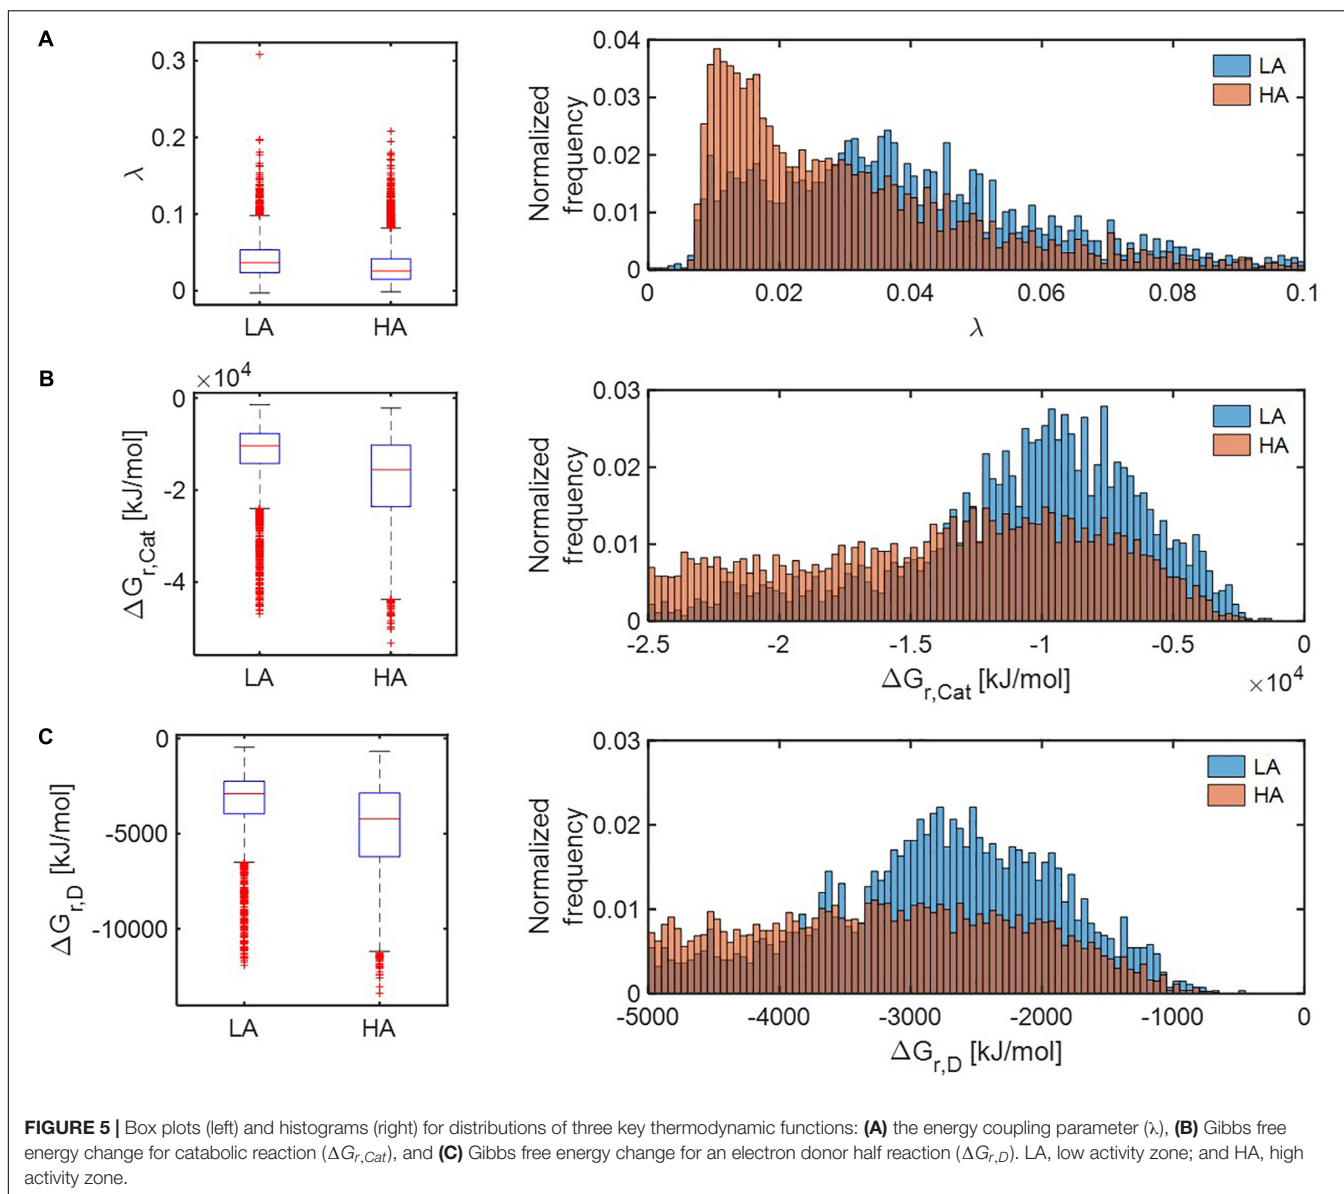 A
0.3
0.2
0.1
0
λ
LA
HA
0.04
0.03
0.02
0.01
0
Normalized
frequency
LA
HA
0
0.02
0.04
0.06
0.08
0.1
λ
B
×10⁴
0
-2
-4
ΔG_r,Cat [kJ/mol]
LA
HA
0.03
0.02
0.01
0
Normalized
frequency
LA
HA
-2.5
-2
-1.5
-1
-0.5
0
ΔG_r,Cat [kJ/mol]
×10⁴
C
0
-5000
-10000
ΔG_r,D [kJ/mol]
LA
HA
0.03
0.02
0.01
0
Normalized
frequency
LA
HA
-5000
-4000
-3000
-2000
-1000
0
ΔG_r,D [kJ/mol]
FIGURE 5 | Box plots (left) and histograms (right) for distributions of three key thermodynamic functions: (A) the energy coupling parameter (λ), (B) Gibbs free
energy change for catabolic reaction (ΔG_r,Cat), and (C) Gibbs free energy change for an electron donor half reaction (ΔG_r,D). LA, low activity zone; and HA, high
activity zone.